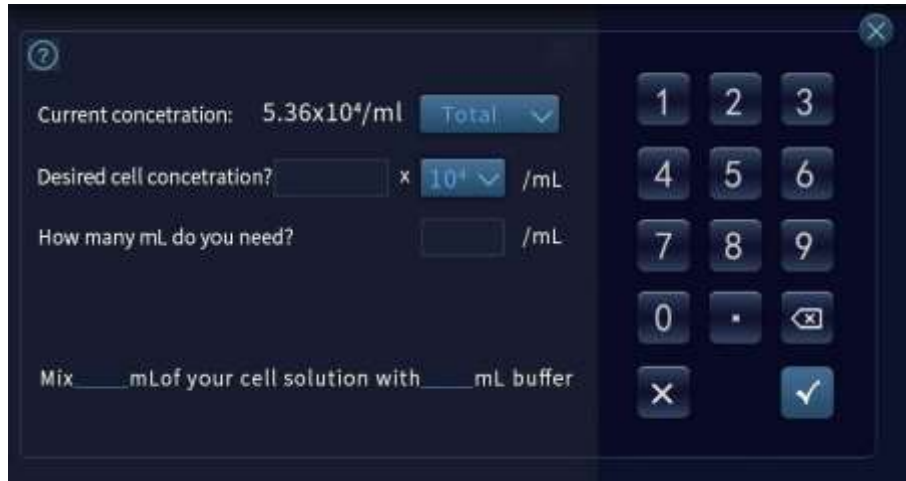 ?
Current concetration: 5.36x10⁴/ml Total
Desired cell concetration? x 10⁴ /mL
How many mL do you need? /mL
Mix____mLof your cell solution with____mL buffer
1 2 3
4 5 6
7 8 9
0 .